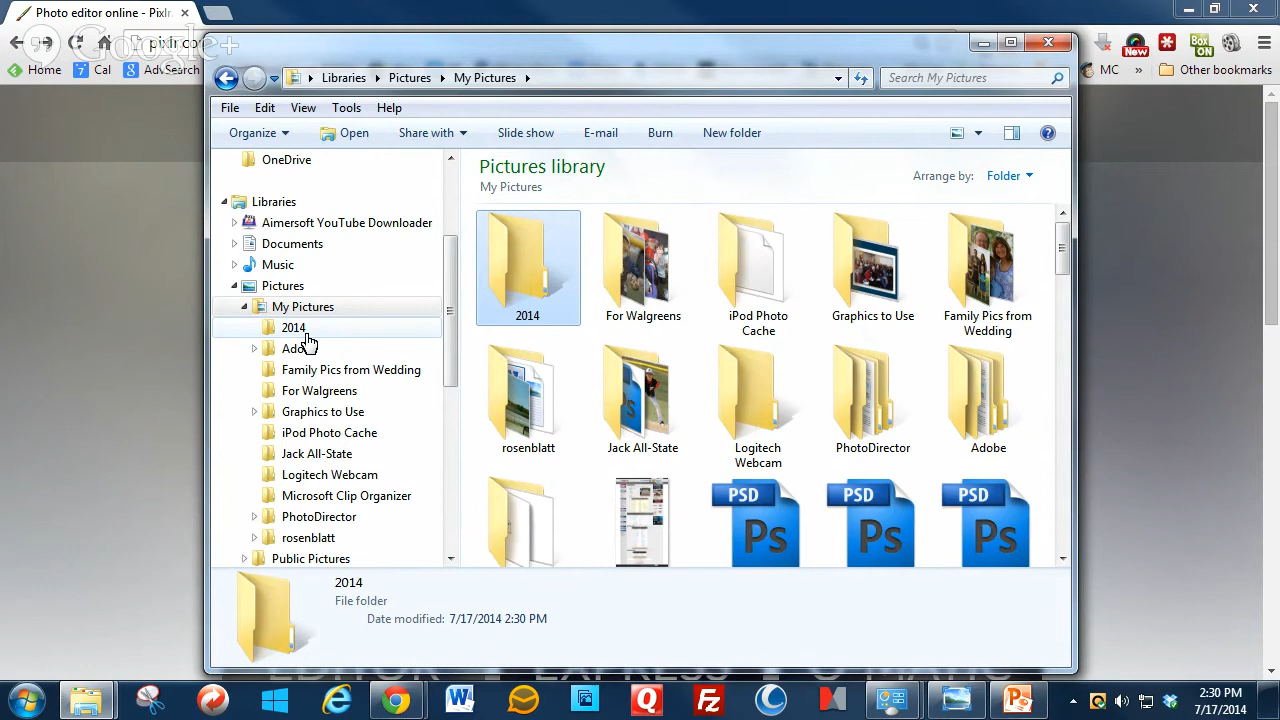 Photo editor online - Pixlr.
Google+
pixlr.co
Home
Cal
New
Box
ON
MC
»
Other bookmarks
Libraries
Pictures
My Pictures
Search My Pictures
File
Edit
View
Tools
Help
Organize
Open
Share with
Slide show
E-mail
Burn
New folder
OneDrive
Libraries
Aimersoft YouTube Downloader
Documents
Music
Pictures
My Pictures
2014
Family Pics from Wedding
For Walgreens
Graphics to Use
iPod Photo Cache
Jack All-State
Logitech Webcam
Microsoft Clip Organizer
PhotoDirector
rosenblatt
Public Pictures
Pictures library
My Pictures
Arrange by:
Folder
2014
For Walgreens
iPod Photo
Cache
Graphics to Use
Family Pics from
Wedding
rosenblatt
Jack All-State
Logitech
Webcam
PhotoDirector
Adobe
PSD
Ps
PSD
Ps
PSD
Ps
Ps
2014
File folder
Date modified: 7/17/2014 2:30 PM
2:30 PM
7/17/2014